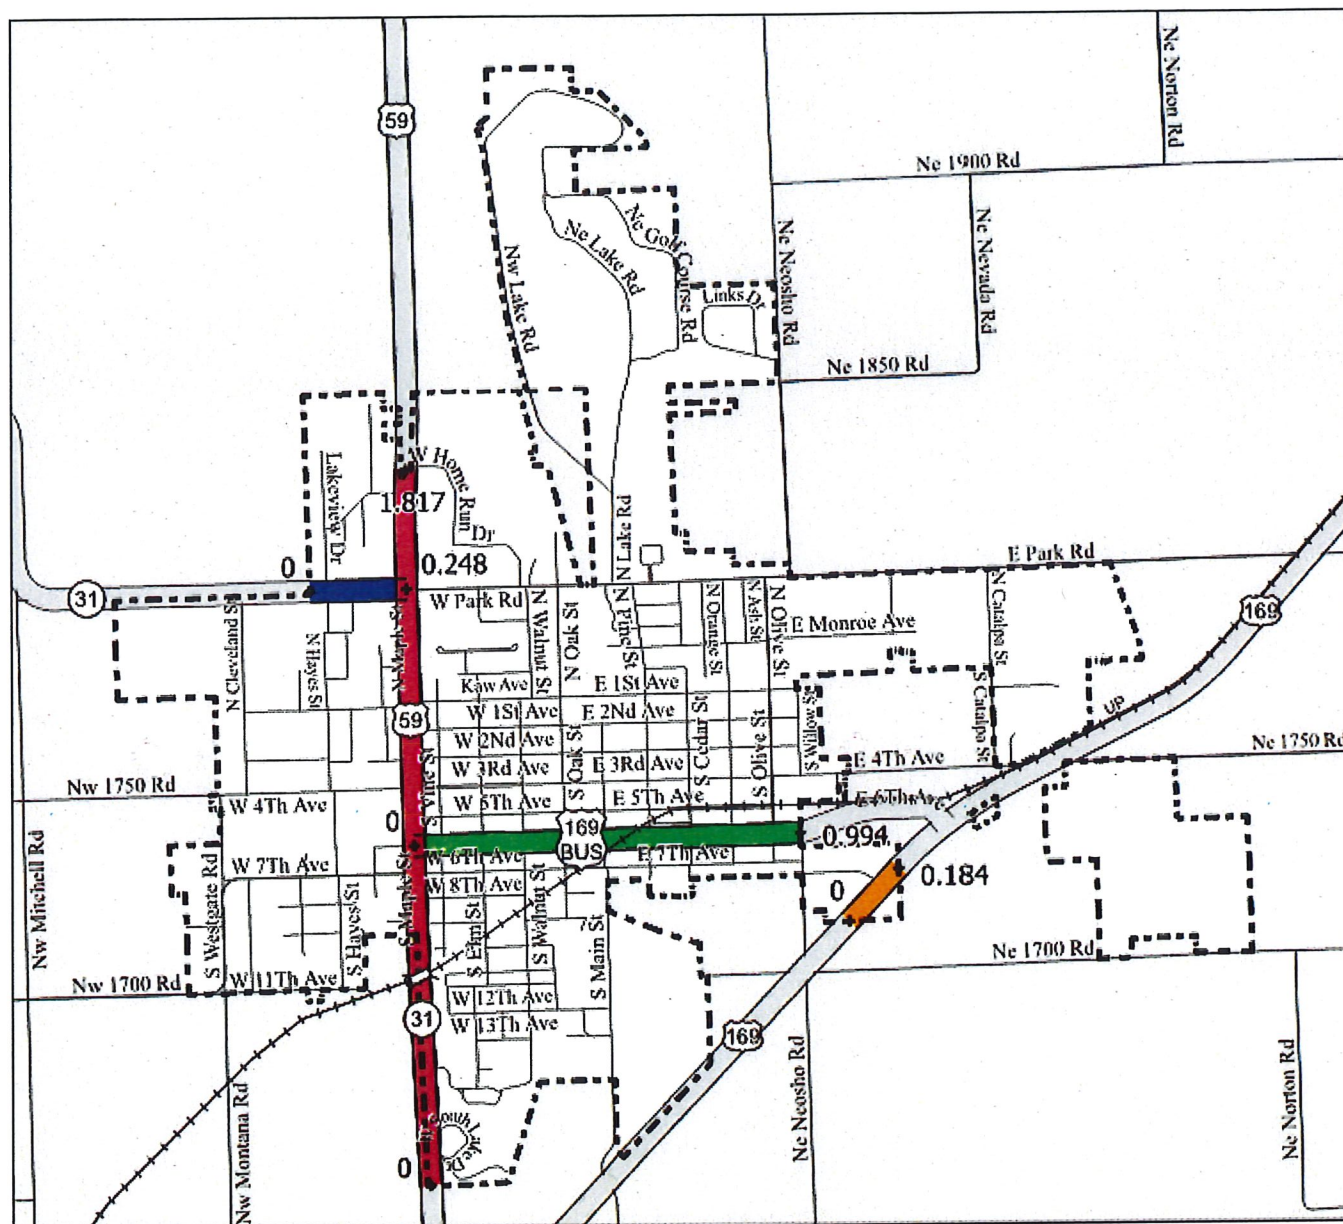 59
Ne Norton Rd
Ne 1900 Rd
Ne Golf Course Rd
Ne Lake Rd
Nw Lake Rd
Ne Neosho Rd
Ne Nevada Rd
Links Dr
Ne 1850 Rd
W Home Run Dr
Lakeview Dr
1.817
N Lake Rd
E Park Rd
0
0.248
31
W Park Rd
169
N Cleveland St
N Hayes St
N Maple St
N Walnut St
N Oak St
N Pine St
N Orange St
N Ash St
N Olive St
E Monroe Ave
N Catalpa St
Kaw Ave
E 1St Ave
59
W 1St Ave
E 2Nd Ave
W 2Nd Ave
W 3Rd Ave
E 3Rd Ave
S Oak St
S Cedar St
S Olive St
S Willow St
S Catalpa St
UP
Ne 1750 Rd
E 4Th Ave
Nw 1750 Rd
W 4Th Ave
S Vine St
W 5Th Ave
E 5Th Ave
E 6Th Ave
0
169
BUS
0.994
W 6Th Ave
E 7Th Ave
W 7Th Ave
W 8Th Ave
0.184
0
Nw Mitchell Rd
S Westgate Rd
S Hayes St
S Maple St
S Elm St
S Walnut St
S Main St
Ne 1700 Rd
Nw 1700 Rd
W 11Th Ave
W 12Th Ave
W 13Th Ave
31
169
Nw Montana Rd
South Lake Dr
0
Ne Neosho Rd
Ne Norton Rd